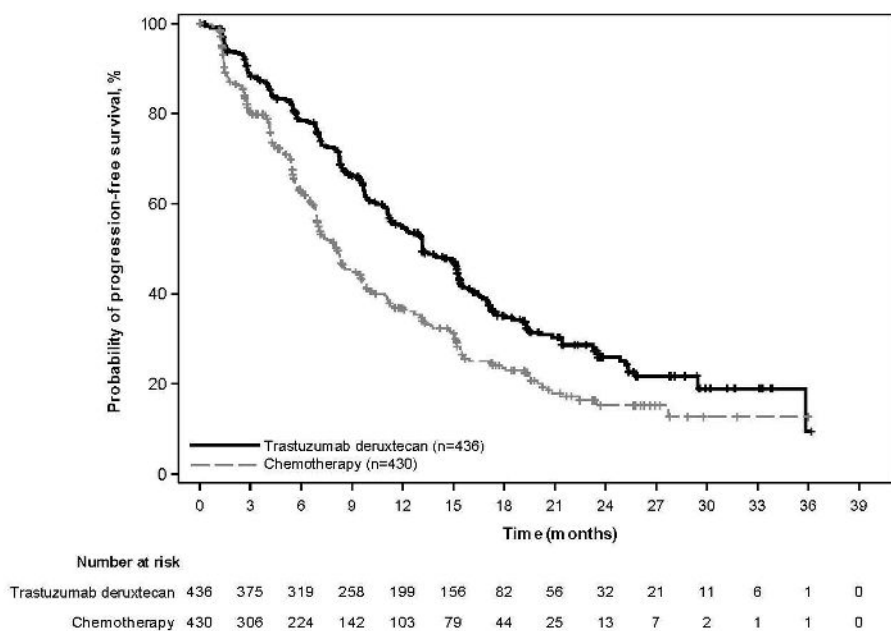 Probability of progression-free survival, %
100
80
60
40
20
0
Trastuzumab deruxtecan (n=436)
Chemotherapy (n=430)
0 3 6 9 12 15 18 21 24 27 30 33 36 39
Time (months)
Number at risk
Trastuzumab deruxtecan 436 375 319 258 199 156 82 56 32 21 11 6 1 0
Chemotherapy 430 306 224 142 103 79 44 25 13 7 2 1 1 0